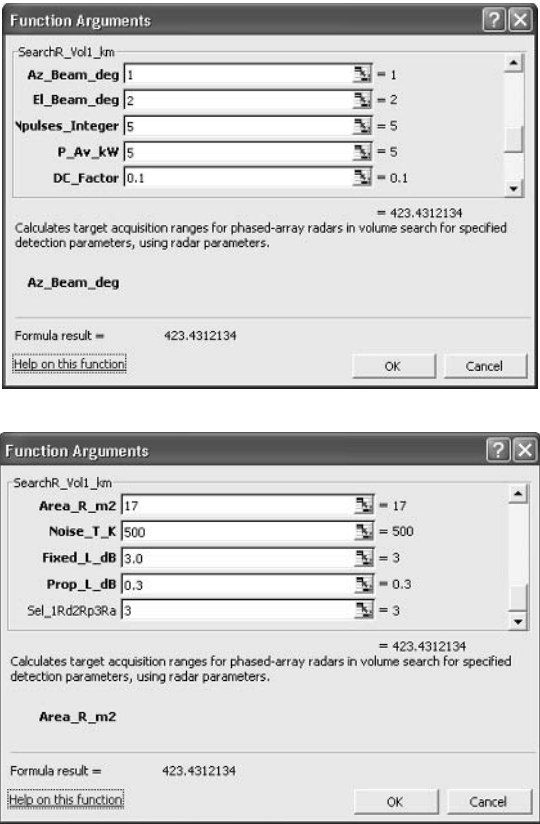 Function Arguments
SearchR_Vol1_km
Az_Beam_deg 1 = 1
El_Beam_deg 2 = 2
Npulses_Integer 5 = 5
P_Av_kW 5 = 5
DC_Factor 0.1 = 0.1
= 423.4312134
Calculates target acquisition ranges for phased-array radars in volume search for specified
detection parameters, using radar parameters.
Az_Beam_deg
Formula result = 423.4312134
Help on this function OK Cancel
Function Arguments
SearchR_Vol1_km
Area_R_m2 17 = 17
Noise_T_K 500 = 500
Fixed_L_dB 3.0 = 3
Prop_L_dB 0.3 = 0.3
Sel_1Rd2Rp3Ra 3 = 3
= 423.4312134
Calculates target acquisition ranges for phased-array radars in volume search for specified
detection parameters, using radar parameters.
Area_R_m2
Formula result = 423.4312134
Help on this function OK Cancel